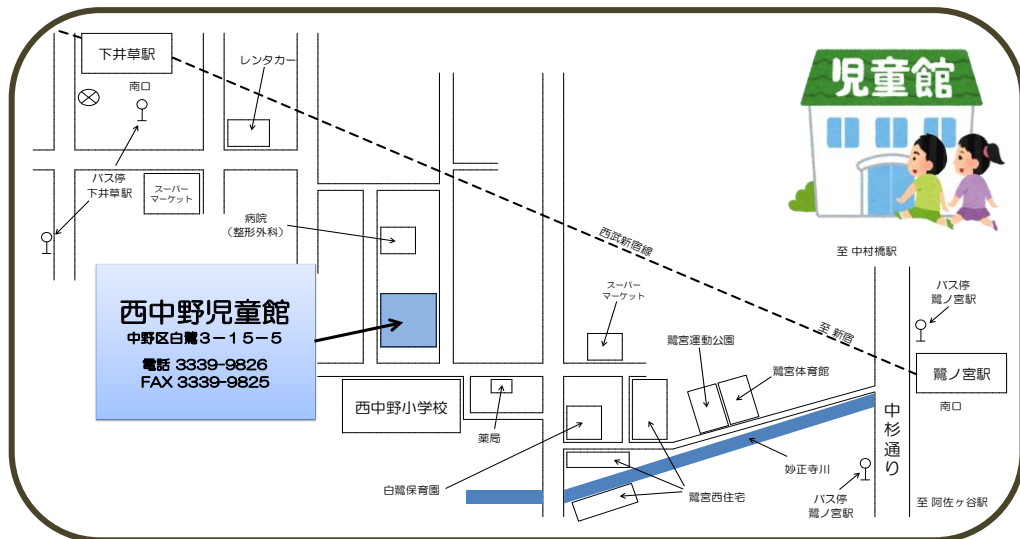 下井草駅
南口
レンタカー
児童館
バス停
下井草駅
スーパー
マーケット
病院
(整形外科)
西武新宿線
至 中村橋駅
西中野児童館
中野区白鷺3-15-5
電話 3339-9826
FAX 3339-9825
スーパー
マーケット
至 新宿
バス停
鷺ノ宮駅
鷺宮運動公園
鷺宮体育館
鷺ノ宮駅
南口
西中野小学校
薬局
中杉通り
白鷺保育園
鷺宮西住宅
妙正寺川
バス停
鷺ノ宮駅
至 阿佐ヶ谷駅